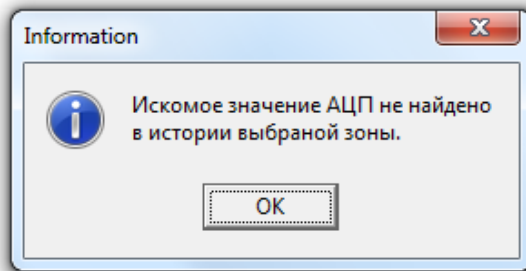 Information
Искомое значение АЦП не найдено
в истории выбраной зоны.
OK